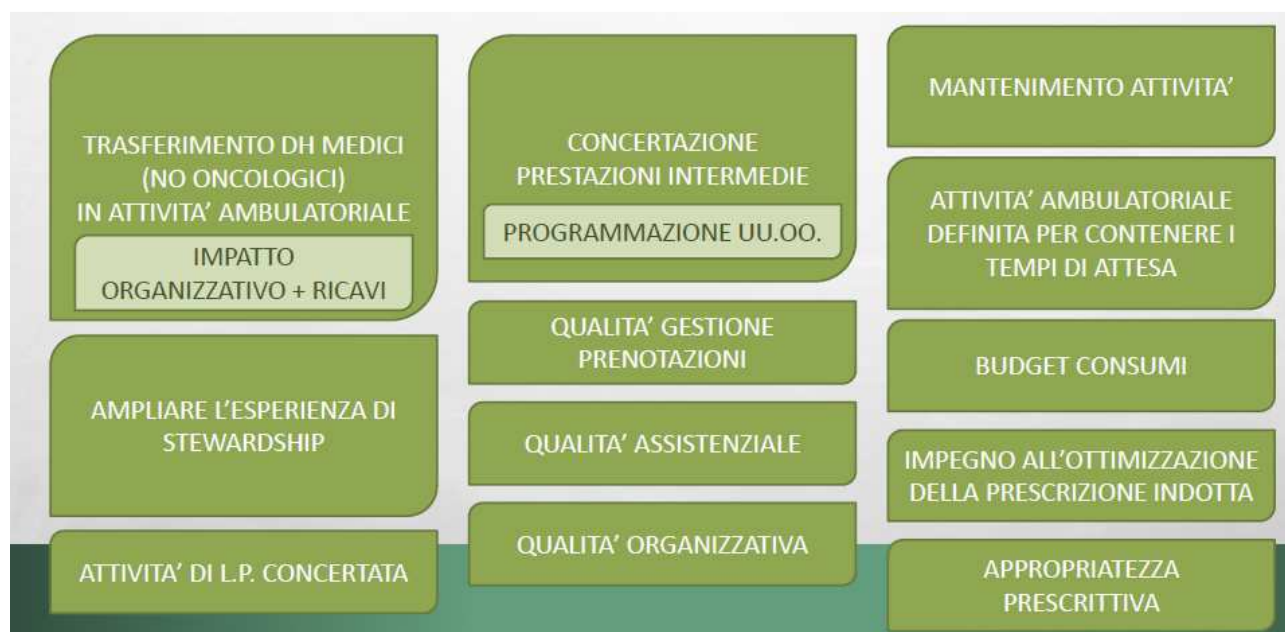 TRASFERIMENTO DH MEDICI
(NO ONCOLOGICI)
IN ATTIVITA’ AMBULATORIALE
IMPATTO
ORGANIZZATIVO + RICAVI
AMPLIARE L’ESPERIENZA DI
STEWARDSHIP
ATTIVITA’ DI L.P. CONCERTATA
CONCERTAZIONE
PRESTAZIONI INTERMEDIE
PROGRAMMAZIONE UU.OO.
QUALITA’ GESTIONE
PRENOTAZIONI
QUALITA’ ASSISTENZIALE
QUALITA’ ORGANIZZATIVA
MANTENIMENTO ATTIVITA’
ATTIVITA’ AMBULATORIALE
DEFINITA PER CONTENERE I
TEMPI DI ATTESA
BUDGET CONSUMI
IMPEGNO ALL’OTTIMIZZAZIONE
DELLA PRESCRIZIONE INDOTTA
APPROPRIATEZZA
PRESCRITTIVA